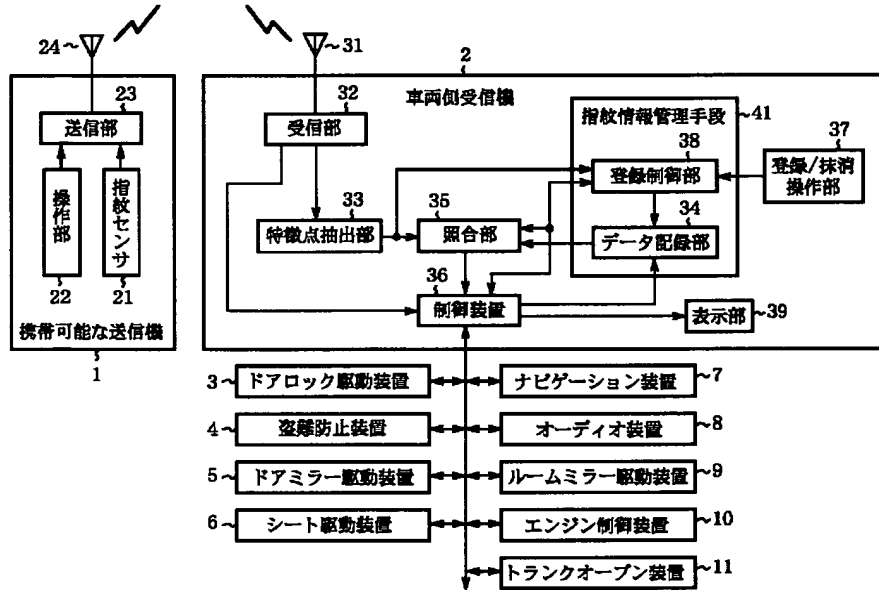 24
31
2
23
送信部
32
受信部
車両側受信機
指紋情報管理手段
41
38
登録制御部
37
登録/抹消
操作部
操作部
指紋センサ
22
21
33
特徴点抽出部
35
照合部
34
データ記録部
36
制御装置
表示部
39
携帯可能な送信機
1
3
ドアロック駆動装置
ナビゲーション装置
7
4
盗難防止装置
オーディオ装置
8
5
ドアミラー駆動装置
ルームミラー駆動装置
9
6
シート駆動装置
エンジン制御装置
10
トランクオープン装置
11